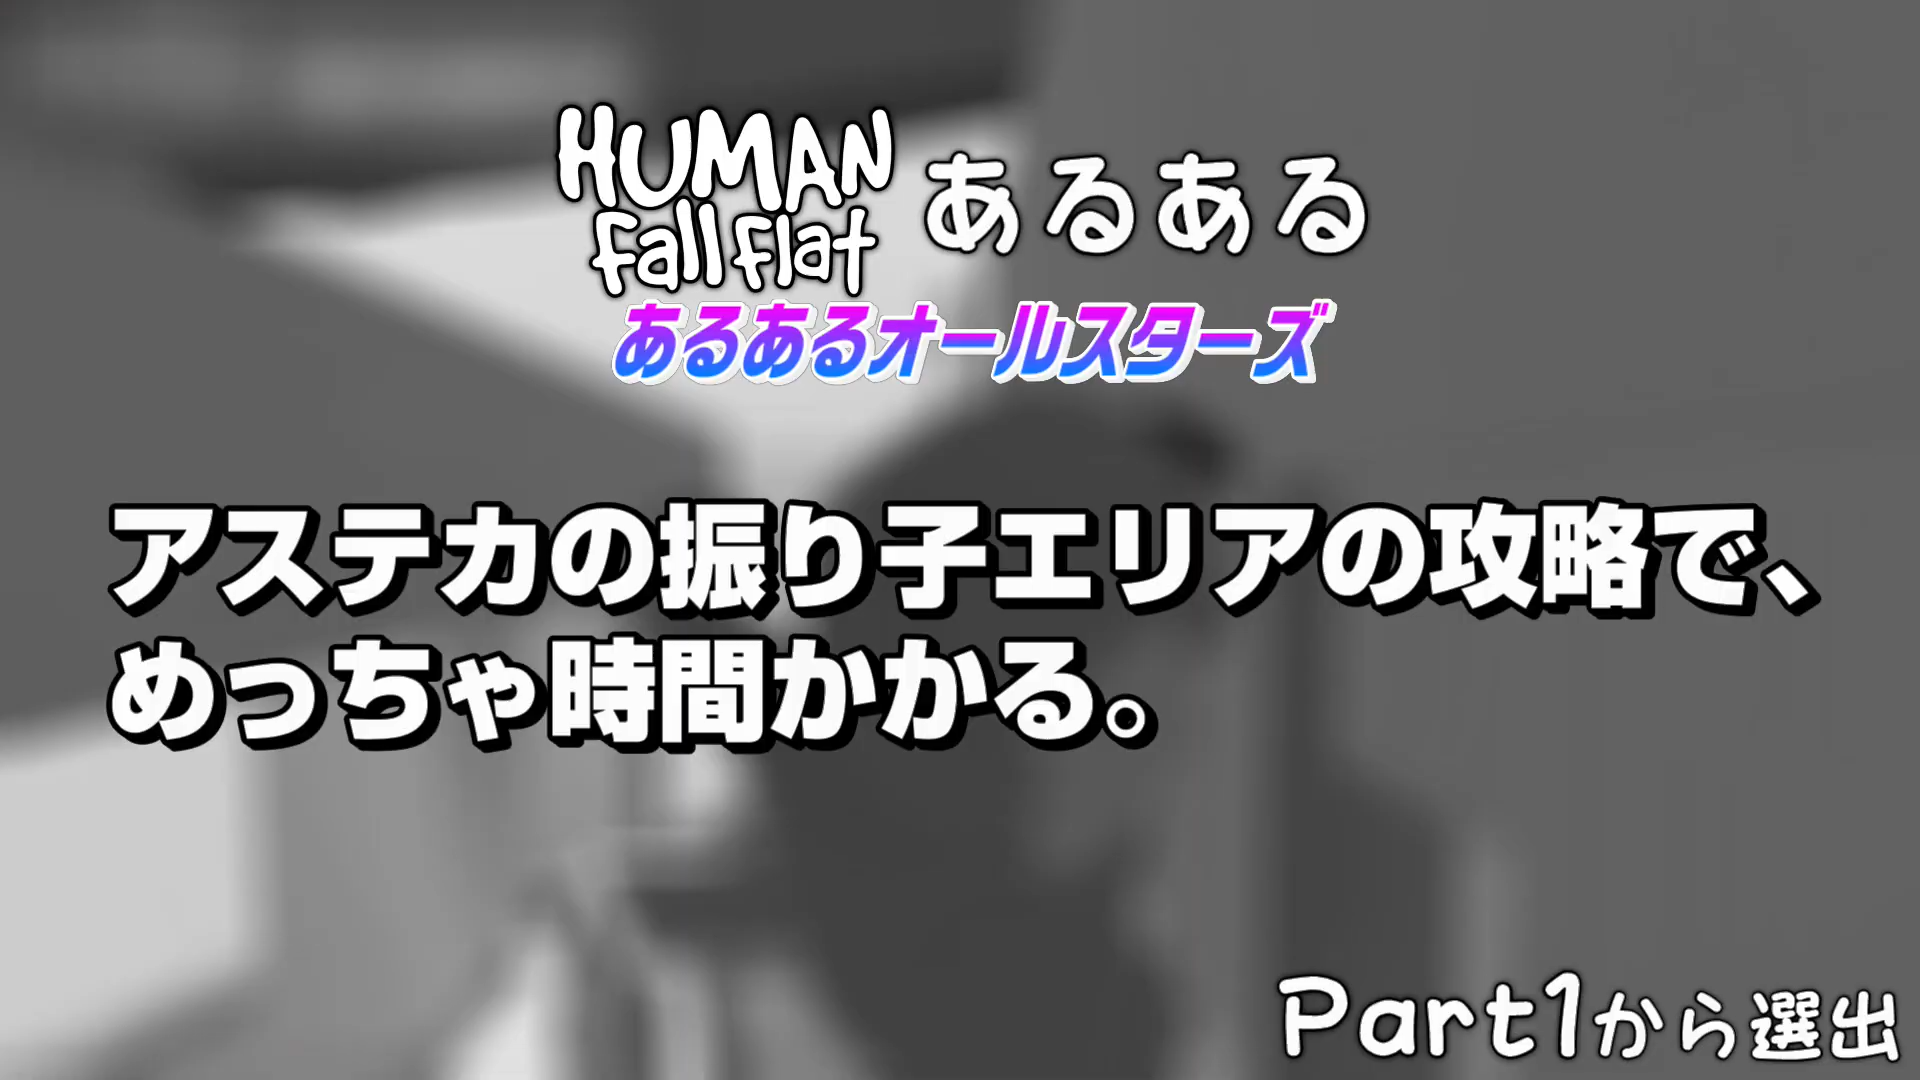 HUMAN
fall flat
あるある
あるあるオールスターズ
アステカの振り子エリアの攻略で、
めっちゃ時間かかる。
Part1から選出